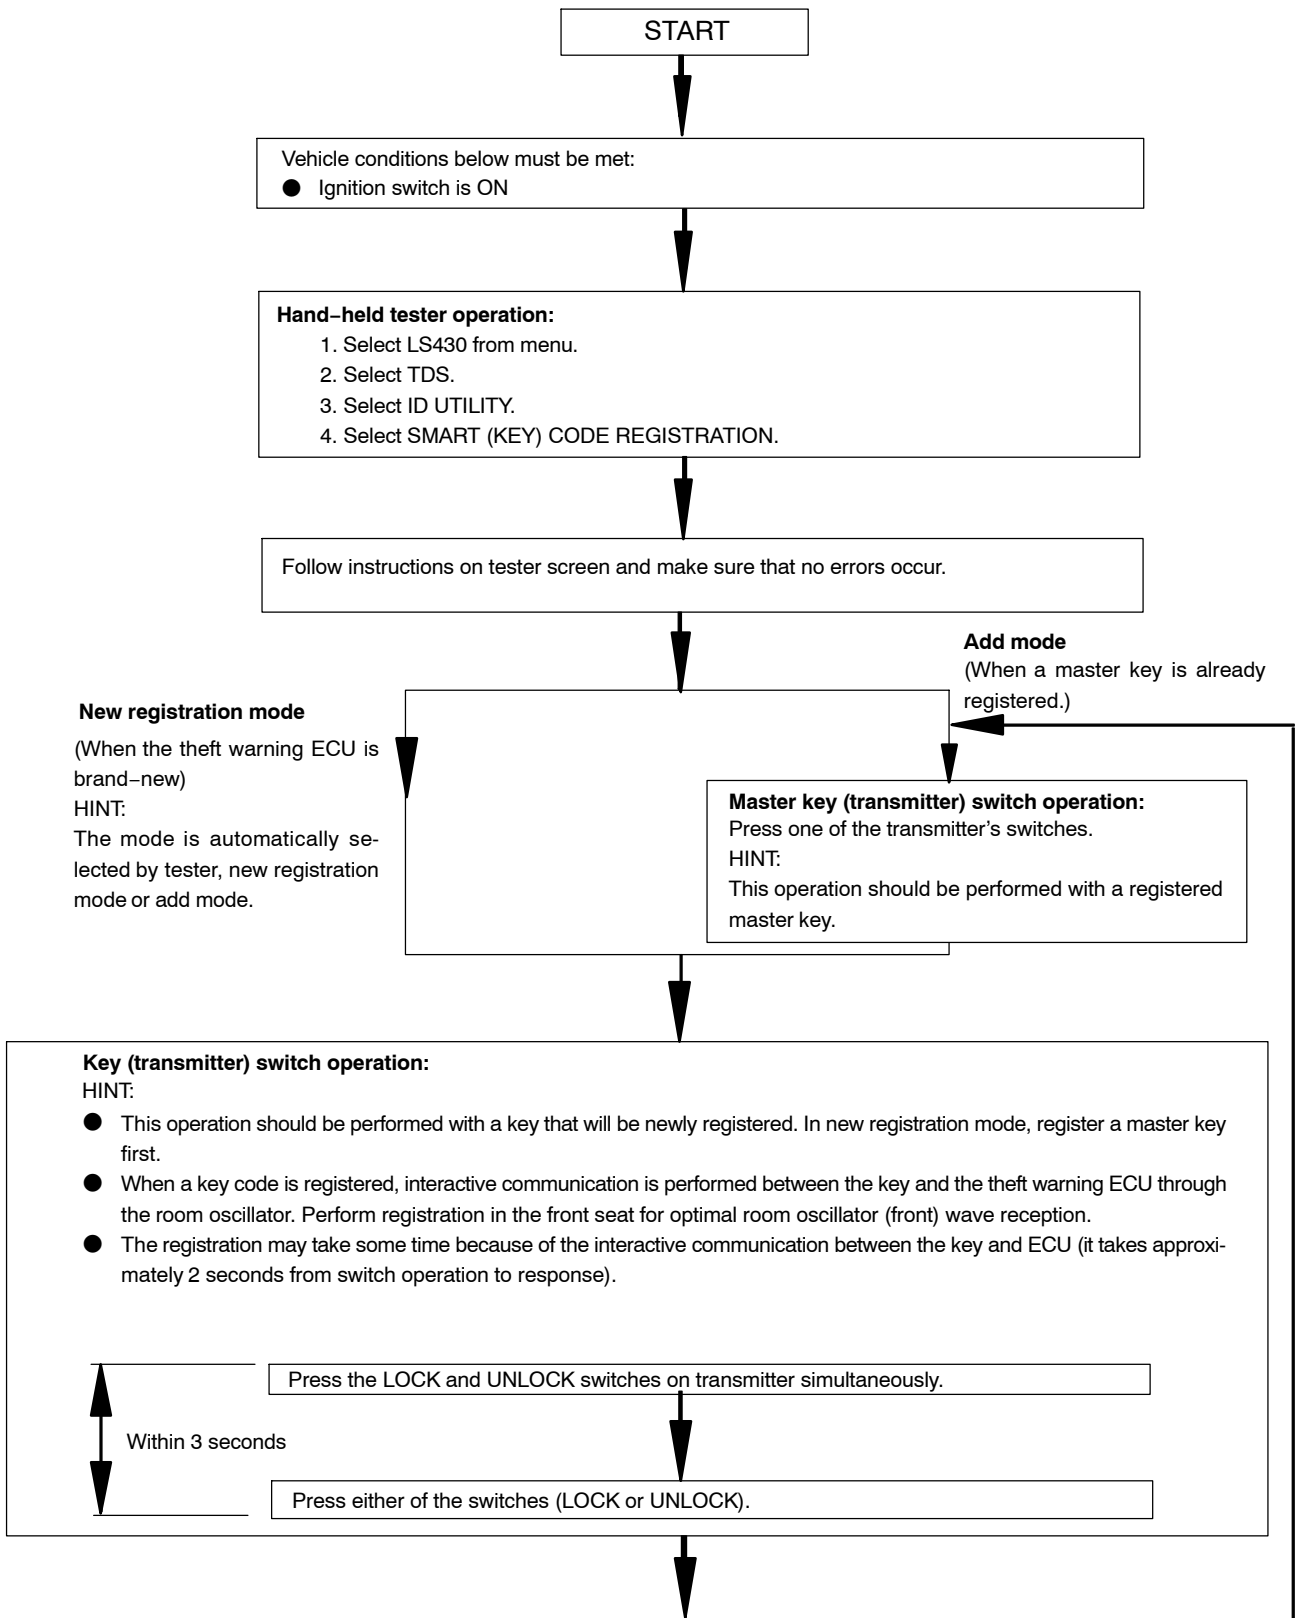 START
Vehicle conditions below must be met:
● Ignition switch is ON
Hand−held tester operation:
1. Select LS430 from menu.
2. Select TDS.
3. Select ID UTILITY.
4. Select SMART (KEY) CODE REGISTRATION.
Follow instructions on tester screen and make sure that no errors occur.
Add mode
(When a master key is already
registered.)
New registration mode
(When the theft warning ECU is
brand−new)
HINT:
The mode is automatically se-
lected by tester, new registration
mode or add mode.
Master key (transmitter) switch operation:
Press one of the transmitter's switches.
HINT:
This operation should be performed with a registered
master key.
Key (transmitter) switch operation:
HINT:
● This operation should be performed with a key that will be newly registered. In new registration mode, register a master key
first.
● When a key code is registered, interactive communication is performed between the key and the theft warning ECU through
the room oscillator. Perform registration in the front seat for optimal room oscillator (front) wave reception.
● The registration may take some time because of the interactive communication between the key and ECU (it takes approxi-
mately 2 seconds from switch operation to response).
Press the LOCK and UNLOCK switches on transmitter simultaneously.
Within 3 seconds
Press either of the switches (LOCK or UNLOCK).